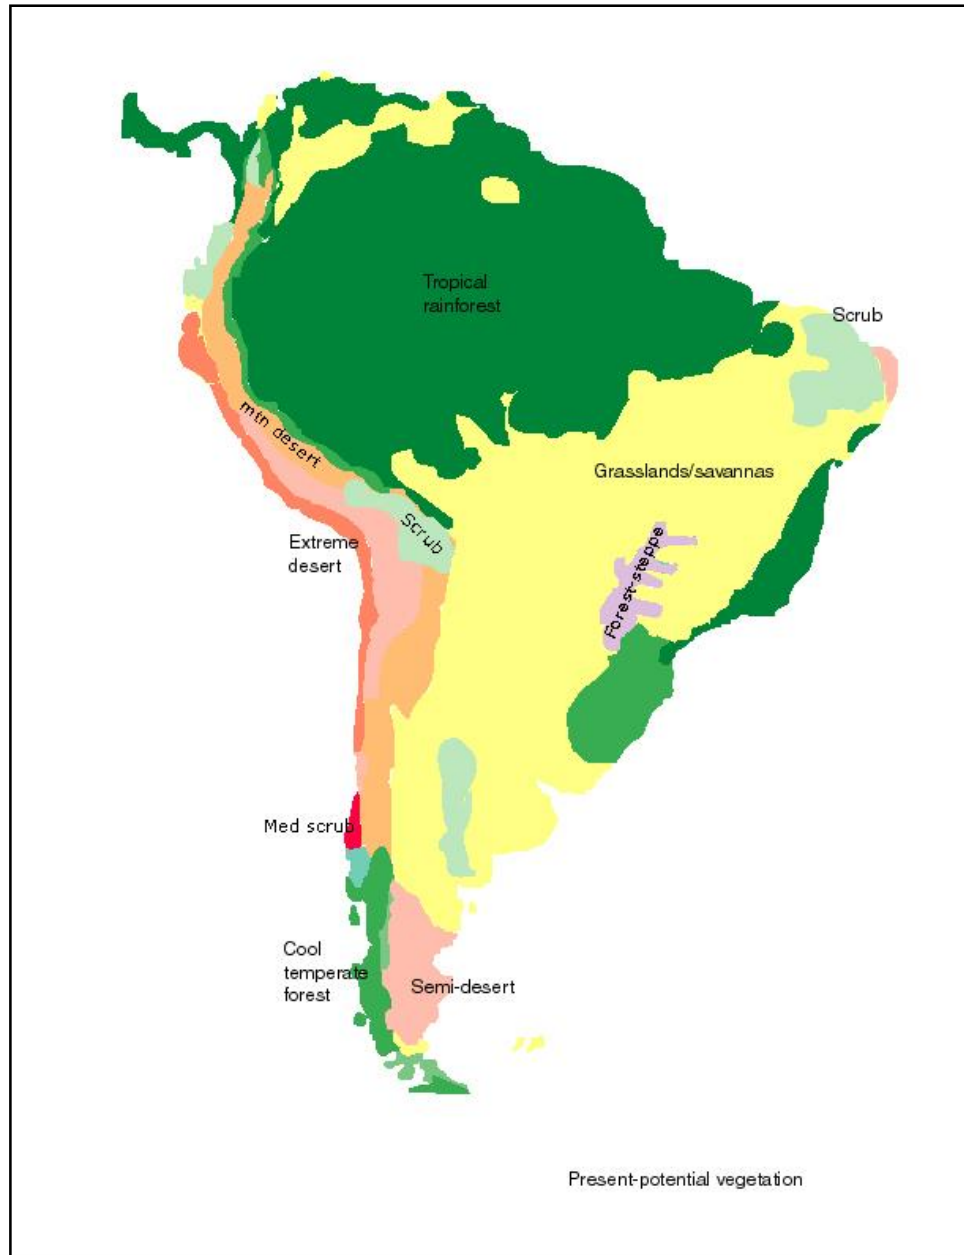 Tropical
rainforest
Scrub
mtn desert
Grasslands/savannas
Scrub
Extreme
desert
Forest-steppe
Med scrub
Cool
temperate
forest
Semi-desert
Present-potential vegetation